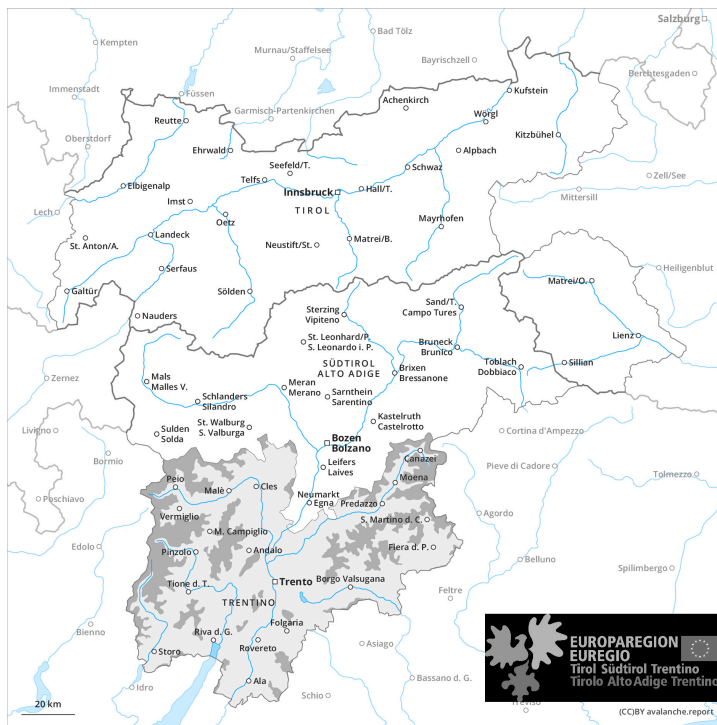 Salzburg
Kempten
Bad Tölz
Murnau/Staffelsee
Bayrischzell
Berchtesgaden
Immenstadt
Füssen
Garmisch-Partenkirchen
Achenkirch
Kufstein
Reutte
Wörgl
Oberstdorf
Ehrwald
Kitzbühel
Alpbach
Seefeld/T.
Schwaz
Zell/See
Elbigenalp
Telfs
Innsbruck
Hall/T.
Mittersill
Imst
TIROL
Lech
Oetz
Mayrhofen
St. Anton/A.
Landeck
Neustift/St.
Matrei/B.
Serfaus
Heiligenblut
Galtür
Sölden
Matrei/O.
Nauders
Sterzing
Vipiteno
Sand/T.
Campo Tures
Lienz
St. Leonhard/P.
S. Leonardo i. P.
Bruneck
Brunico
SÜDTIROL
ALTO ADIGE
Toblach
Dobbiaco
Sillian
Brixen
Bressanone
Zernez
Mals
Malles V.
Meran
Merano
Schlanders
Silandro
Sarnthein
Sarentino
Kastelruth
Castelrotto
Livigno
Sulden
Solda
St. Walburg
S. Valburga
Bozen
Bolzano
Cortina d'Ampezzo
Bormio
Canazei
Leifers
Laives
Pieve di Cadore
Peio
Malè
Cles
Moena
Tolmezzo
Poschiavo
Neumarkt
Egna
Predazzo
Vermiglio
Agordo
S. Martino d. C.
M. Campiglio
Edolo
Pinzolo
Andalo
Fiera d. P.
Belluno
Tione d. T.
Trento
Borgo Valsugana
Spilimbergo
TRENTINO
Feltre
Bienno
Riva d. G.
Folgaria
Rovereto
Asiago
Storo
Ala
Idro
Schio
Bassano d. G.
EUROPAREGION
EUREGIO
Tirol Südtirol Trentino
Tirolo Alto Adige Trentino
Treviso
20 km
(CC)BY avalanche.report